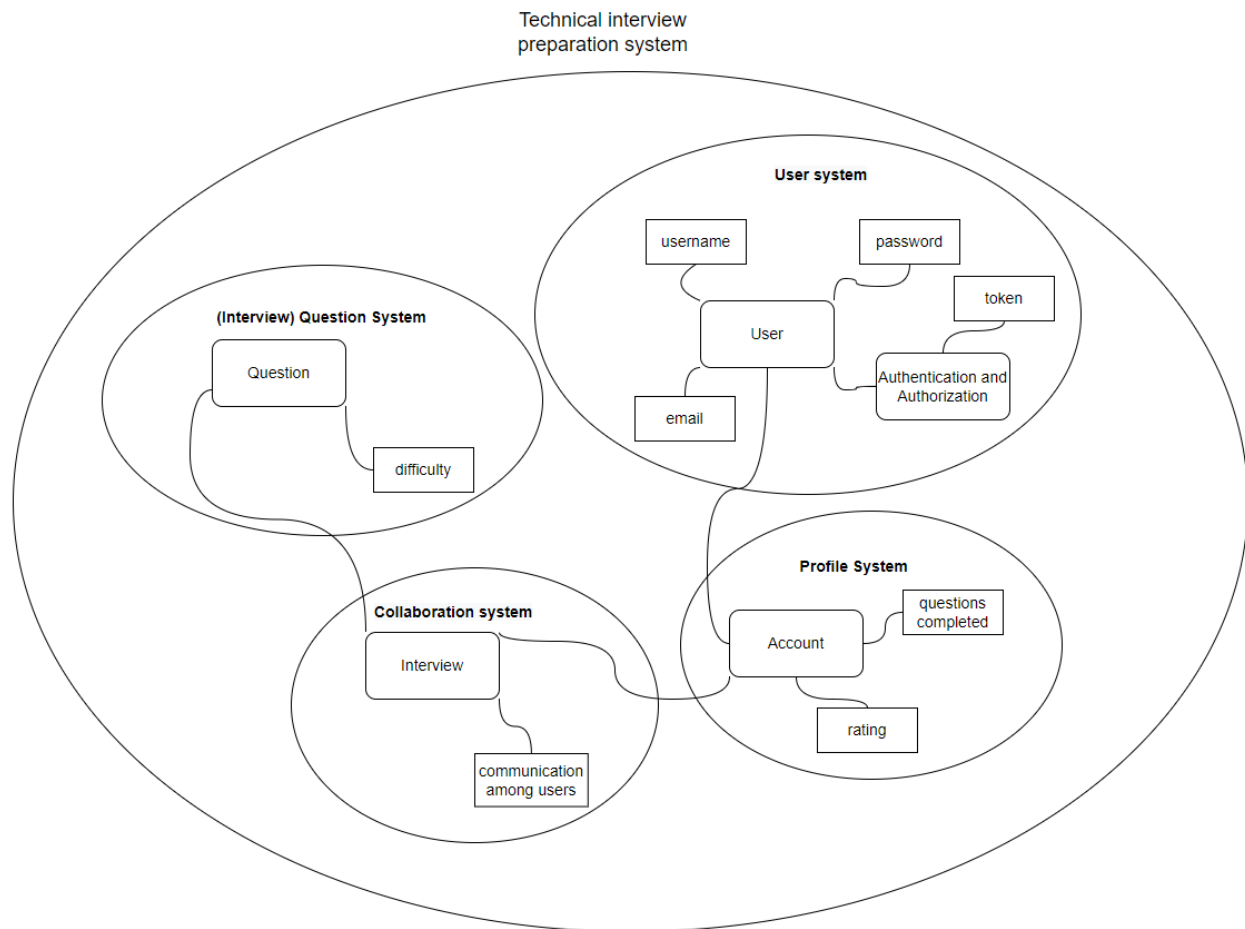 Technical interview
preparation system
User system
username
password
token
User
Authentication and
Authorization
email
(Interview) Question System
Question
difficulty
Profile System
questions
completed
Account
rating
Collaboration system
Interview
communication
among users